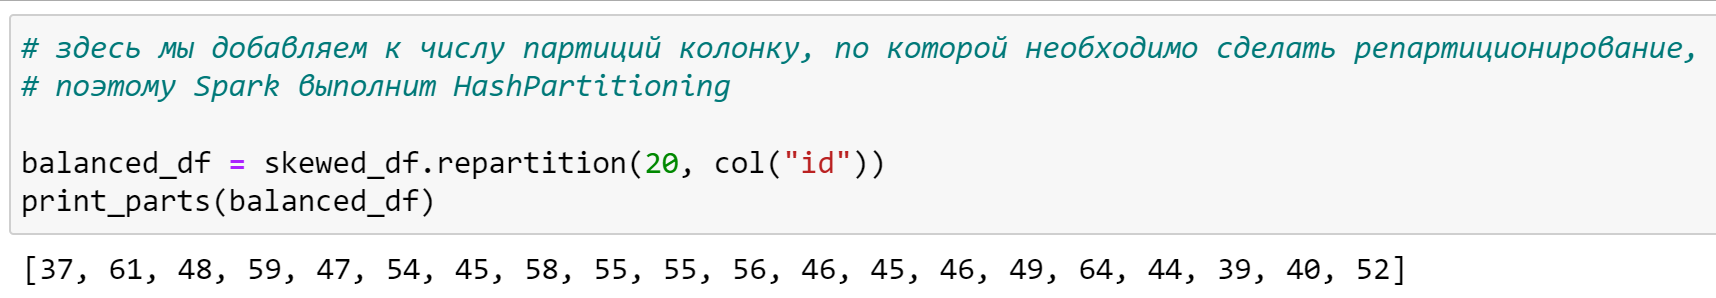 # здесь мы добавляем к числу партиций колонку, по которой необходимо сделать репартиционирование,
# поэтому Spark выполнит HashPartitioning
balanced_df = skewed_df.repartition(20, col("id"))
print_parts(balanced_df)
[37, 61, 48, 59, 47, 54, 45, 58, 55, 55, 56, 46, 45, 46, 49, 64, 44, 39, 40, 52]